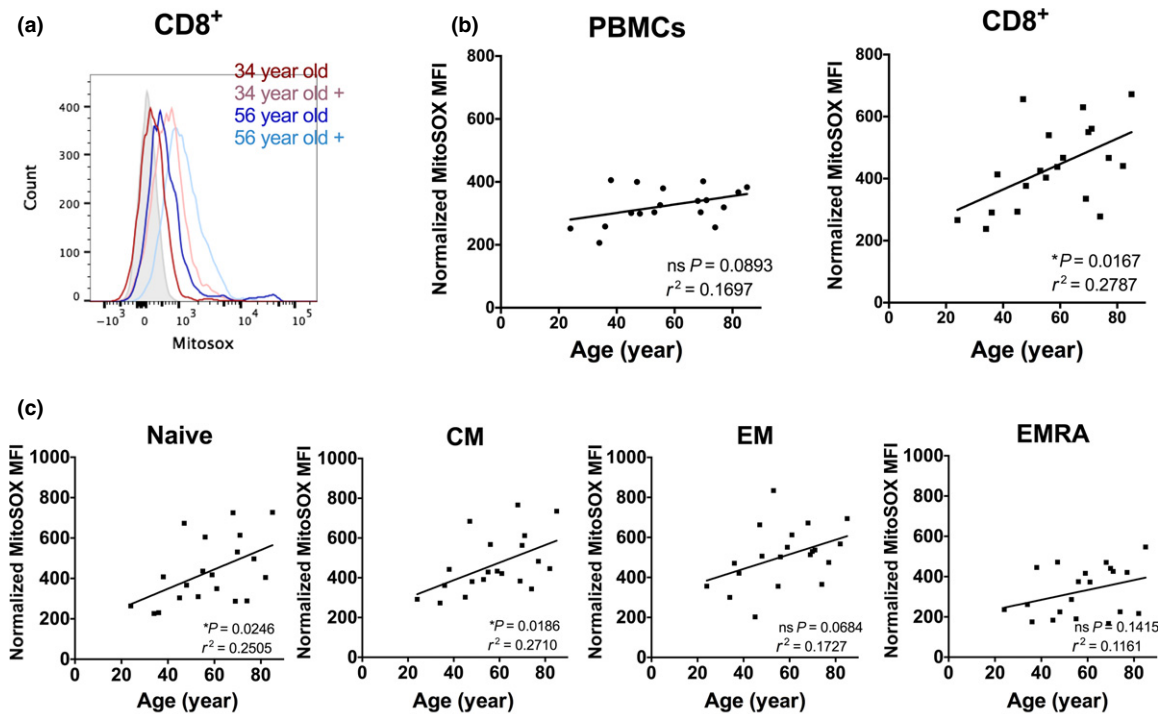 (a)
CD8+
34 year old
34 year old +
56 year old
56 year old +
400
300
200
100
0
Count
−10³ 0 10³ 10⁴ 10⁵
Mitosox
(b)
PBMCs
Normalized MitoSOX MFI
800
600
400
200
0
ns P = 0.0893
r² = 0.1697
0 20 40 60 80
Age (year)
CD8+
Normalized MitoSOX MFI
800
600
400
200
0
*P = 0.0167
r² = 0.2787
0 20 40 60 80
Age (year)
(c)
Naive
Normalized MitoSOX MFI
1000
800
600
400
200
0
*P = 0.0246
r² = 0.2505
0 20 40 60 80
Age (year)
CM
Normalized MitoSOX MFI
1000
800
600
400
200
0
*P = 0.0186
r² = 0.2710
0 20 40 60 80
Age (year)
EM
Normalized MitoSOX MFI
1000
800
600
400
200
0
ns P = 0.0684
r² = 0.1727
0 20 40 60 80
Age (year)
EMRA
Normalized MitoSOX MFI
1000
800
600
400
200
0
ns P = 0.1415
r² = 0.1161
0 20 40 60 80
Age (year)